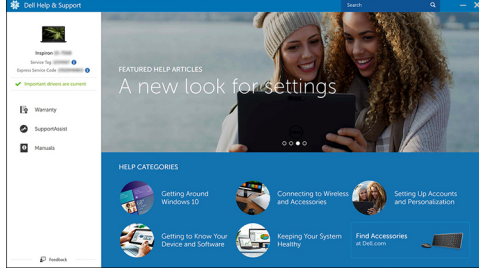 Dell Help & Support
Search
Inspiron
Service Tag
Express Service Code
Important drivers are current
Warranty
SupportAssist
Manuals
Feedback
FEATURED HELP ARTICLES
A new look for settings
HELP CATEGORIES
Getting Around
Windows 10
Connecting to Wireless
and Accessories
Setting Up Accounts
and Personalization
Getting to Know Your
Device and Software
Keeping Your System
Healthy
Find Accessories
at Dell.com